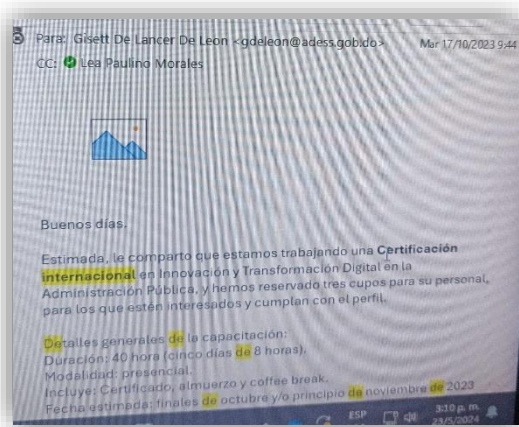 Para: Gisett De Lancer De Leon <gdeleon@adess.gob.do>
Mar 17/10/2023 9:44
CC: Lea Paulino Morales
Buenos días.
Estimada, le comparto que estamos trabajando una Certificación
internacional en Innovación y Transformación Digital en la
Administración Pública, y hemos reservado tres cupos para su personal,
para los que estén interesados y cumplan con el perfil.
Detalles generales de la capacitación:
Duración: 40 hora (cinco días de 8 horas).
Modalidad: presencial.
Incluye: Certificado, almuerzo y coffee break.
Fecha estimada: finales de octubre y/o principio de noviembre de 2023
ESP
3:10 p. m.
23/5/2024